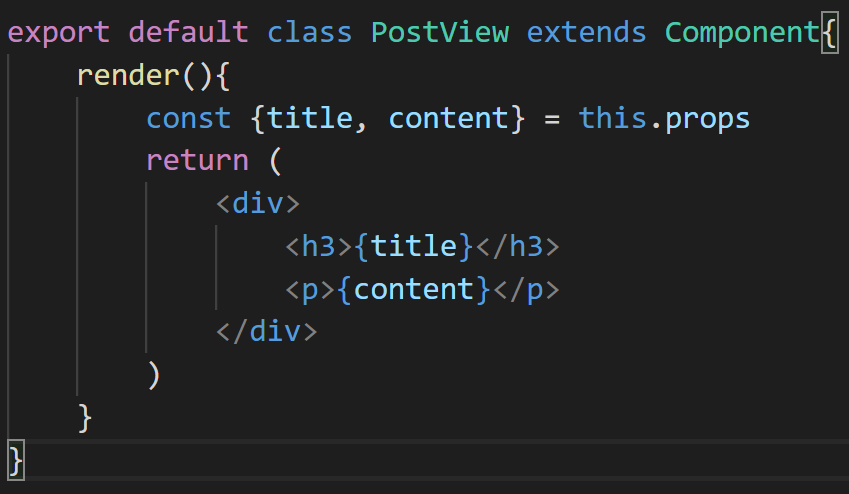 export default class PostView extends Component{
    render(){
        const {title, content} = this.props
        return (
            <div>
                <h3>{title}</h3>
                <p>{content}</p>
            </div>
        )
    }
}